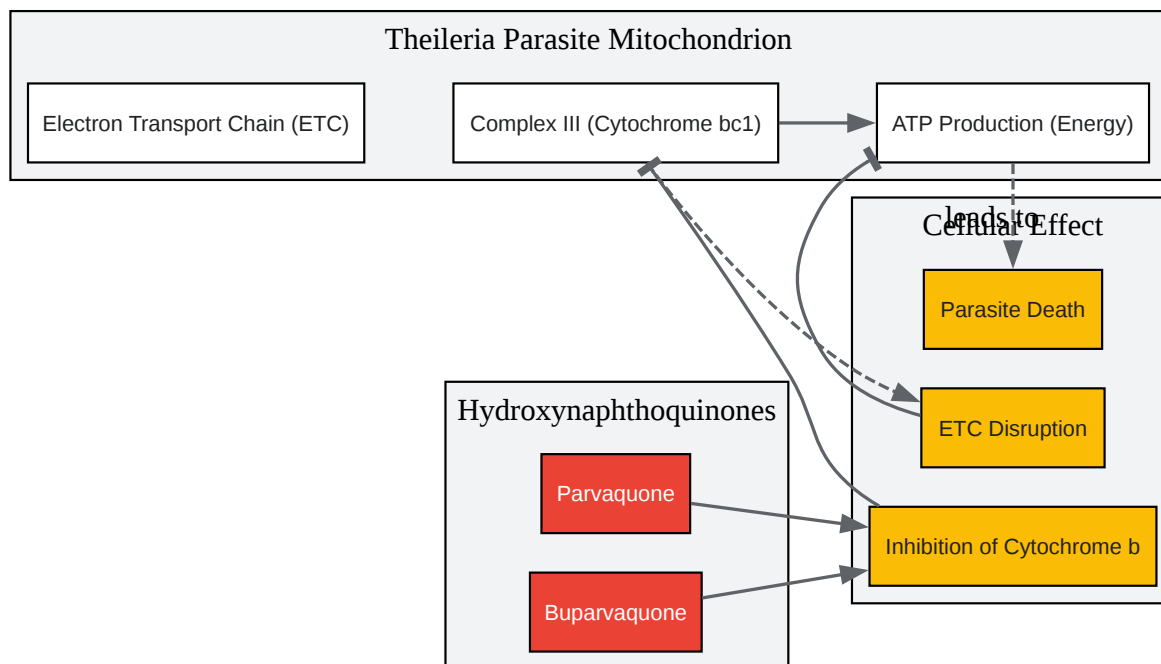 Theileria Parasite Mitochondrion
Electron Transport Chain (ETC)
Complex III (Cytochrome bc1)
ATP Production (Energy)
leads to
Cellular Effect
Parasite Death
ETC Disruption
Inhibition of Cytochrome b
Hydroxynaphthoquinones
Parvaquone
Buparvaquone